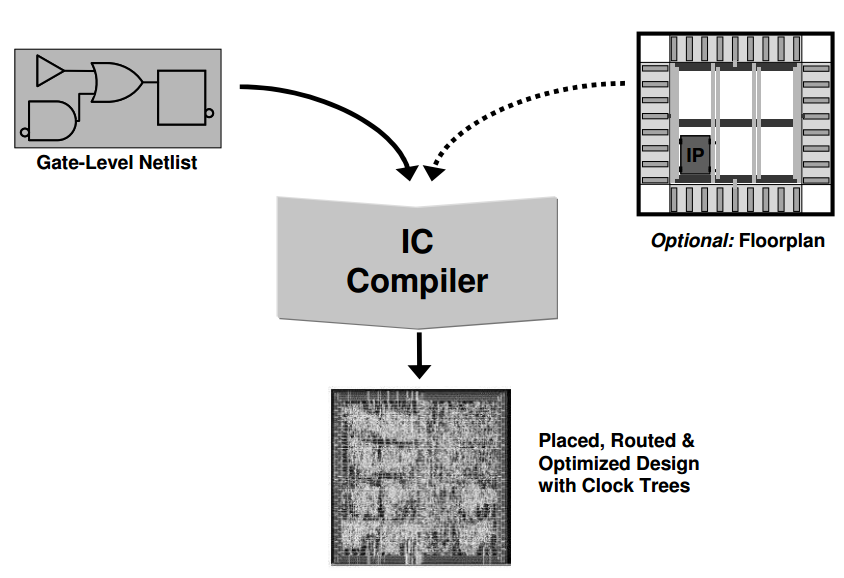 Gate-Level Netlist
IP
Optional: Floorplan
IC
Compiler
Placed, Routed &
Optimized Design
with Clock Trees